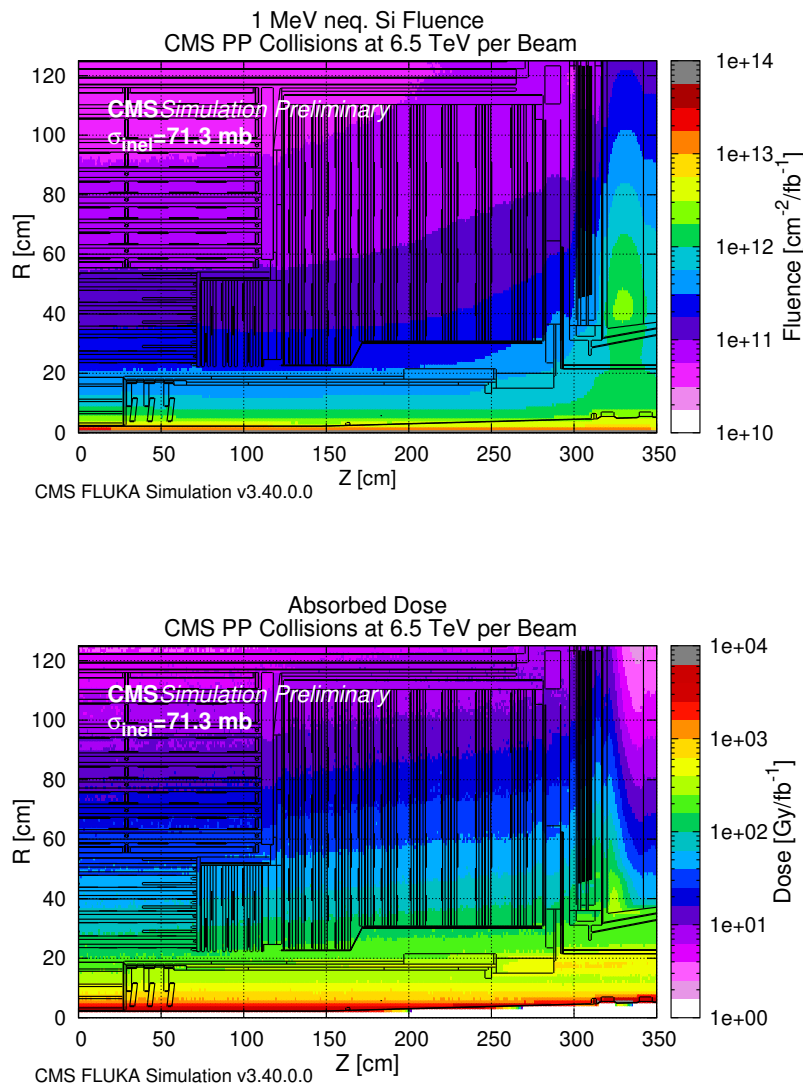 1 MeV neq. Si Fluence
CMS PP Collisions at 6.5 TeV per Beam
120
100
80
60
40
20
0
R [cm]
CMS Simulation Preliminary
σinel=71.3 mb
0 50 100 150 200 250 300 350
Z [cm]
CMS FLUKA Simulation v3.40.0.0
1e+14
1e+13
1e+12
1e+11
1e+10
Fluence [cm-2/fb-1]
Absorbed Dose
CMS PP Collisions at 6.5 TeV per Beam
120
100
80
60
40
20
0
R [cm]
CMS Simulation Preliminary
σinel=71.3 mb
0 50 100 150 200 250 300 350
Z [cm]
CMS FLUKA Simulation v3.40.0.0
1e+04
1e+03
1e+02
1e+01
1e+00
Dose [Gy/fb-1]